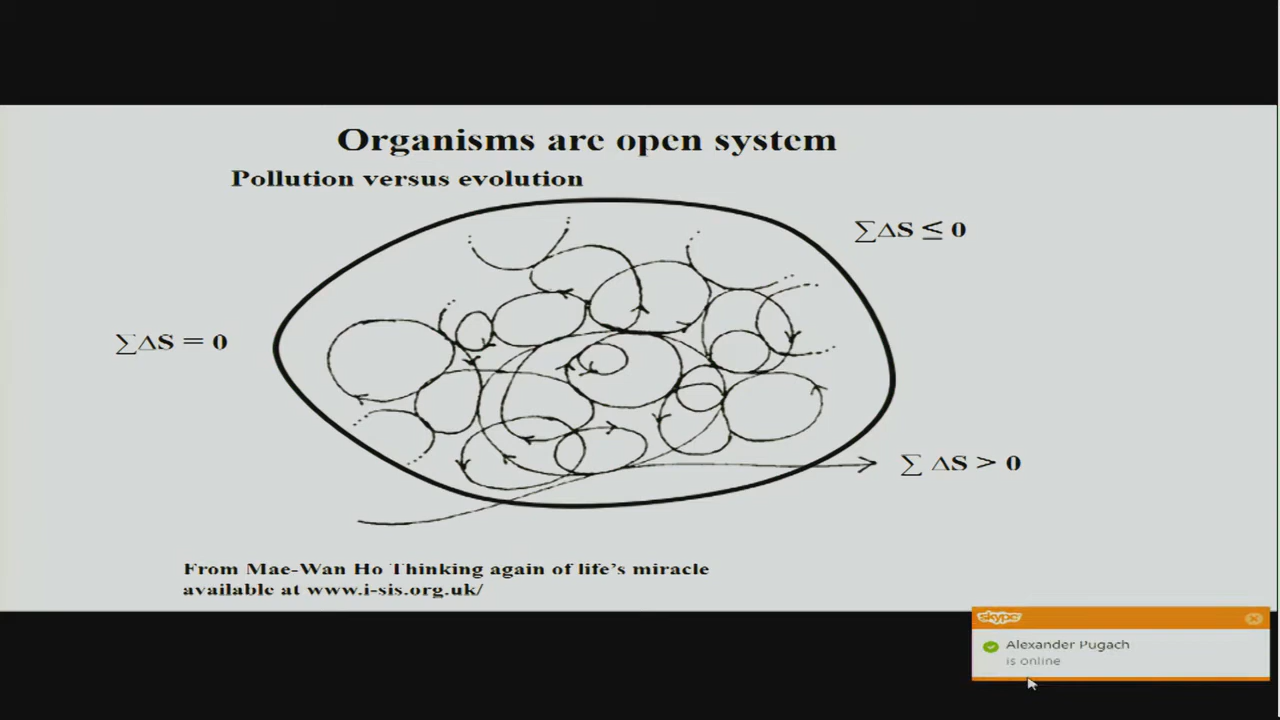 Organisms are open system
Pollution versus evolution
∑ΔS ≤ 0
∑ΔS = 0
∑ ΔS > 0
From Mae-Wan Ho Thinking again of life's miracle
available at www.i-sis.org.uk/
skype
Alexander Pugach
is online